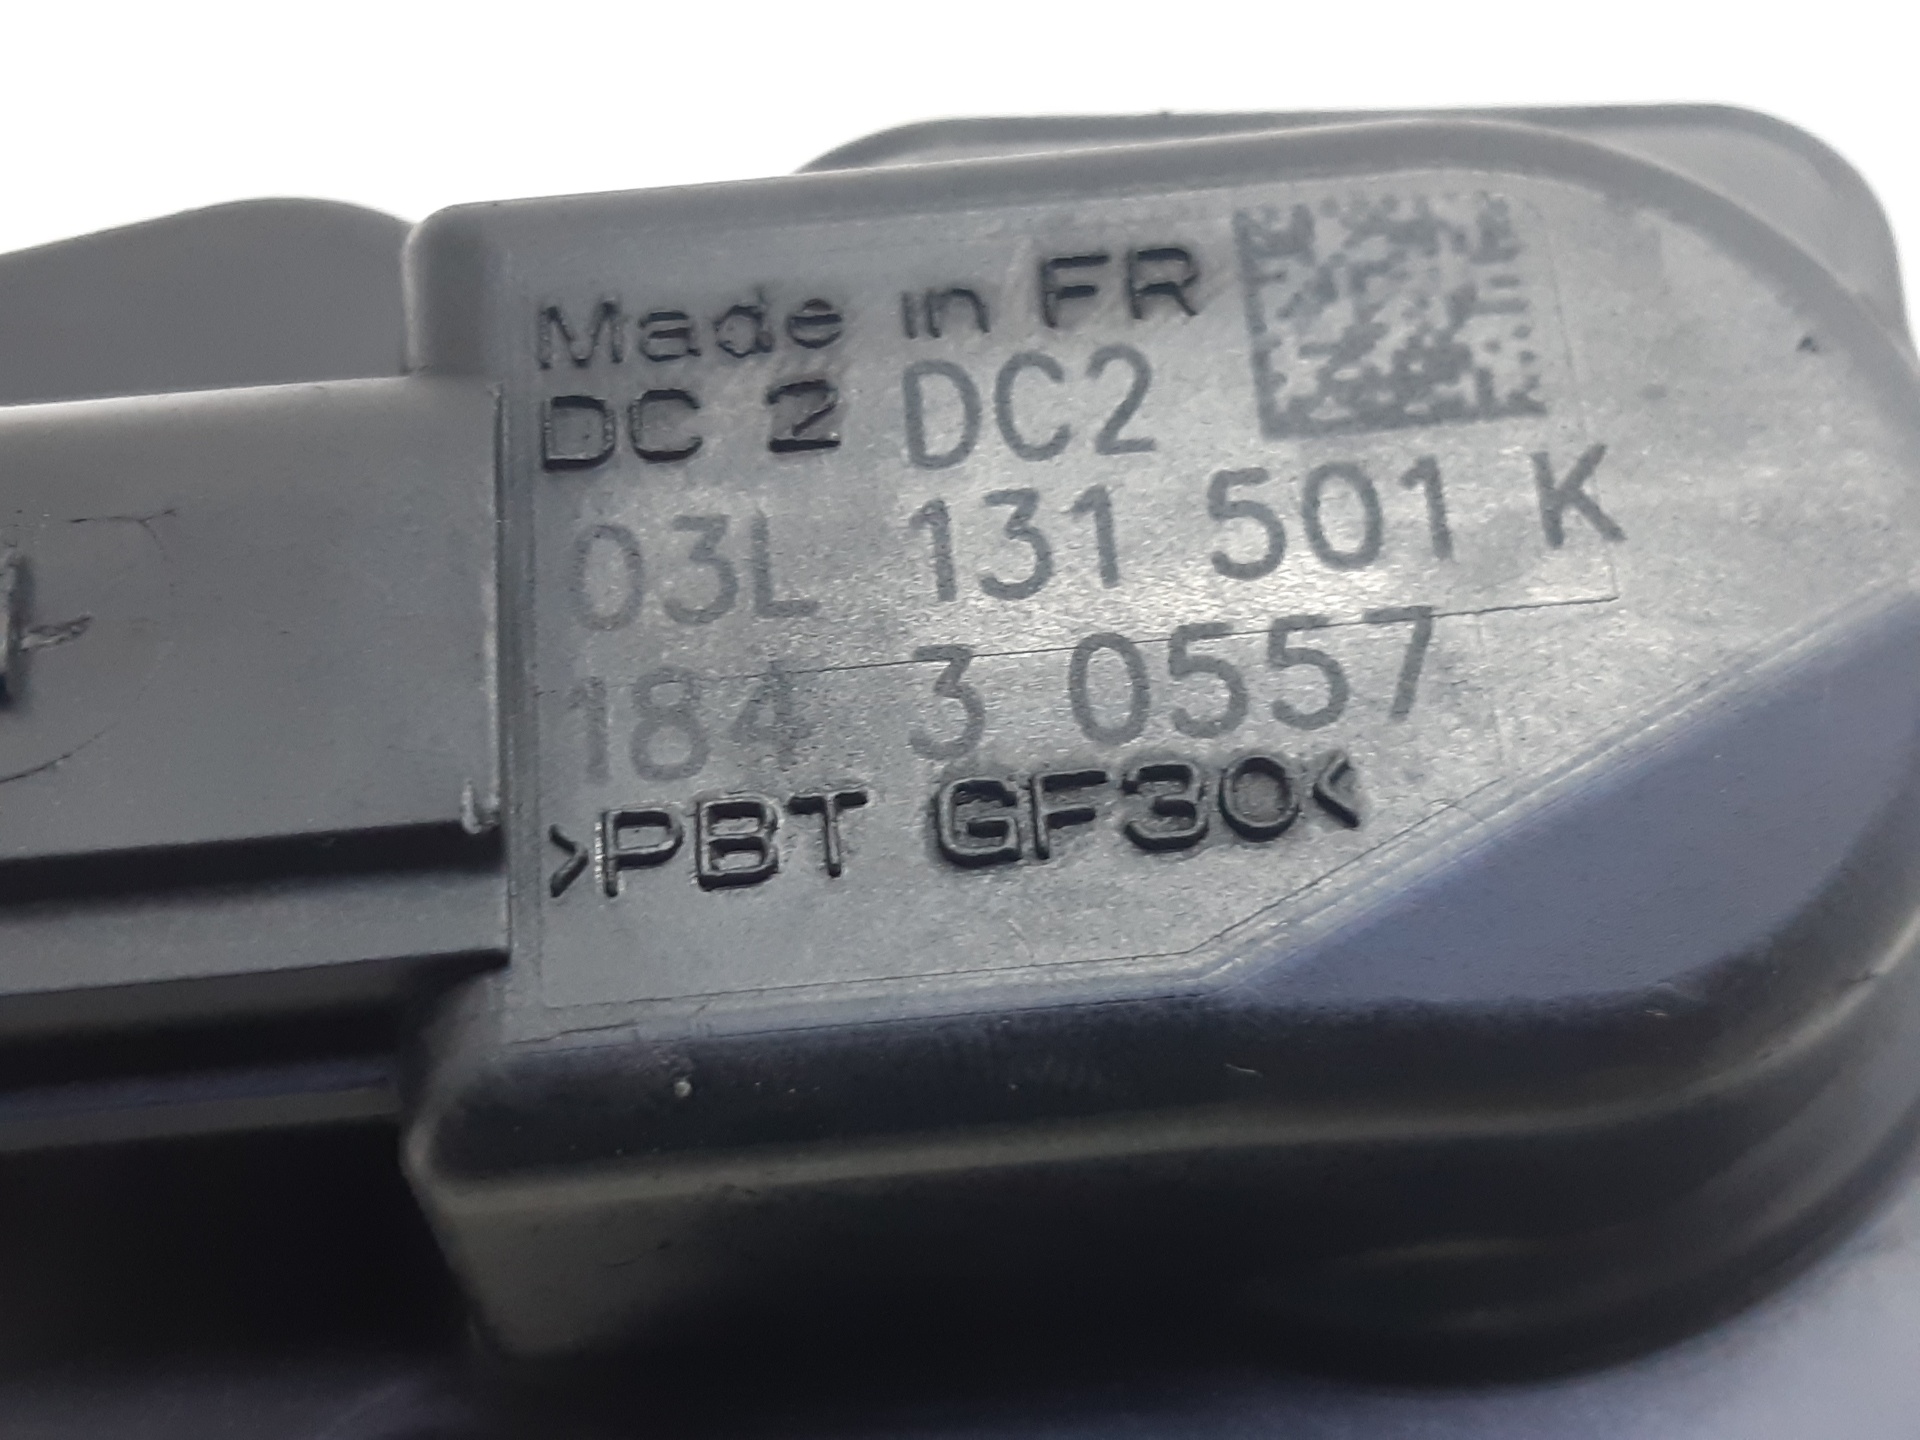 Made in FR
DC 2 DC2
03L 131 501 K
184 3 0557
>PBT GF30<